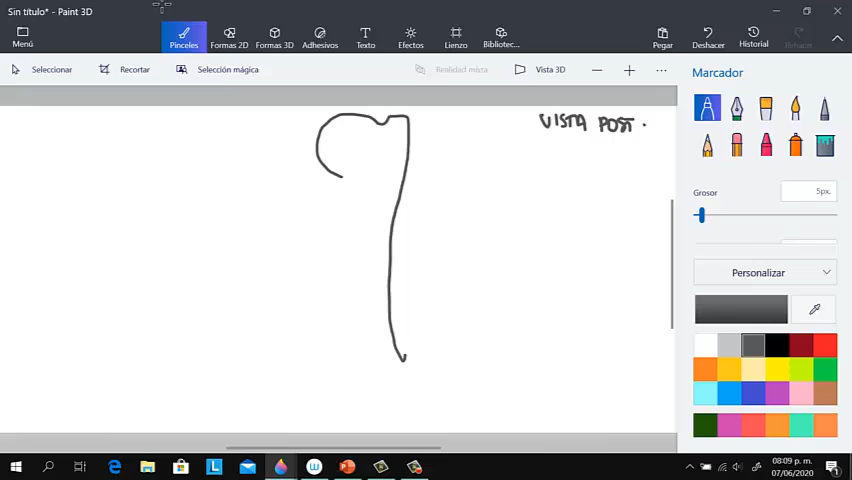 Sin título* - Paint 3D
Menú
Pinceles
Formas 2D
Formas 3D
Adhesivos
Texto
Efectos
Lienzo
Bibliotec...
Pegar
Deshacer
Historial
Rehacer
Seleccionar
Recortar
Selección mágica
Realidad mixta
Vista 3D
Marcador
VISTA POST.
Grosor
5px.
Personalizar
08:09 p. m.
07/06/2020